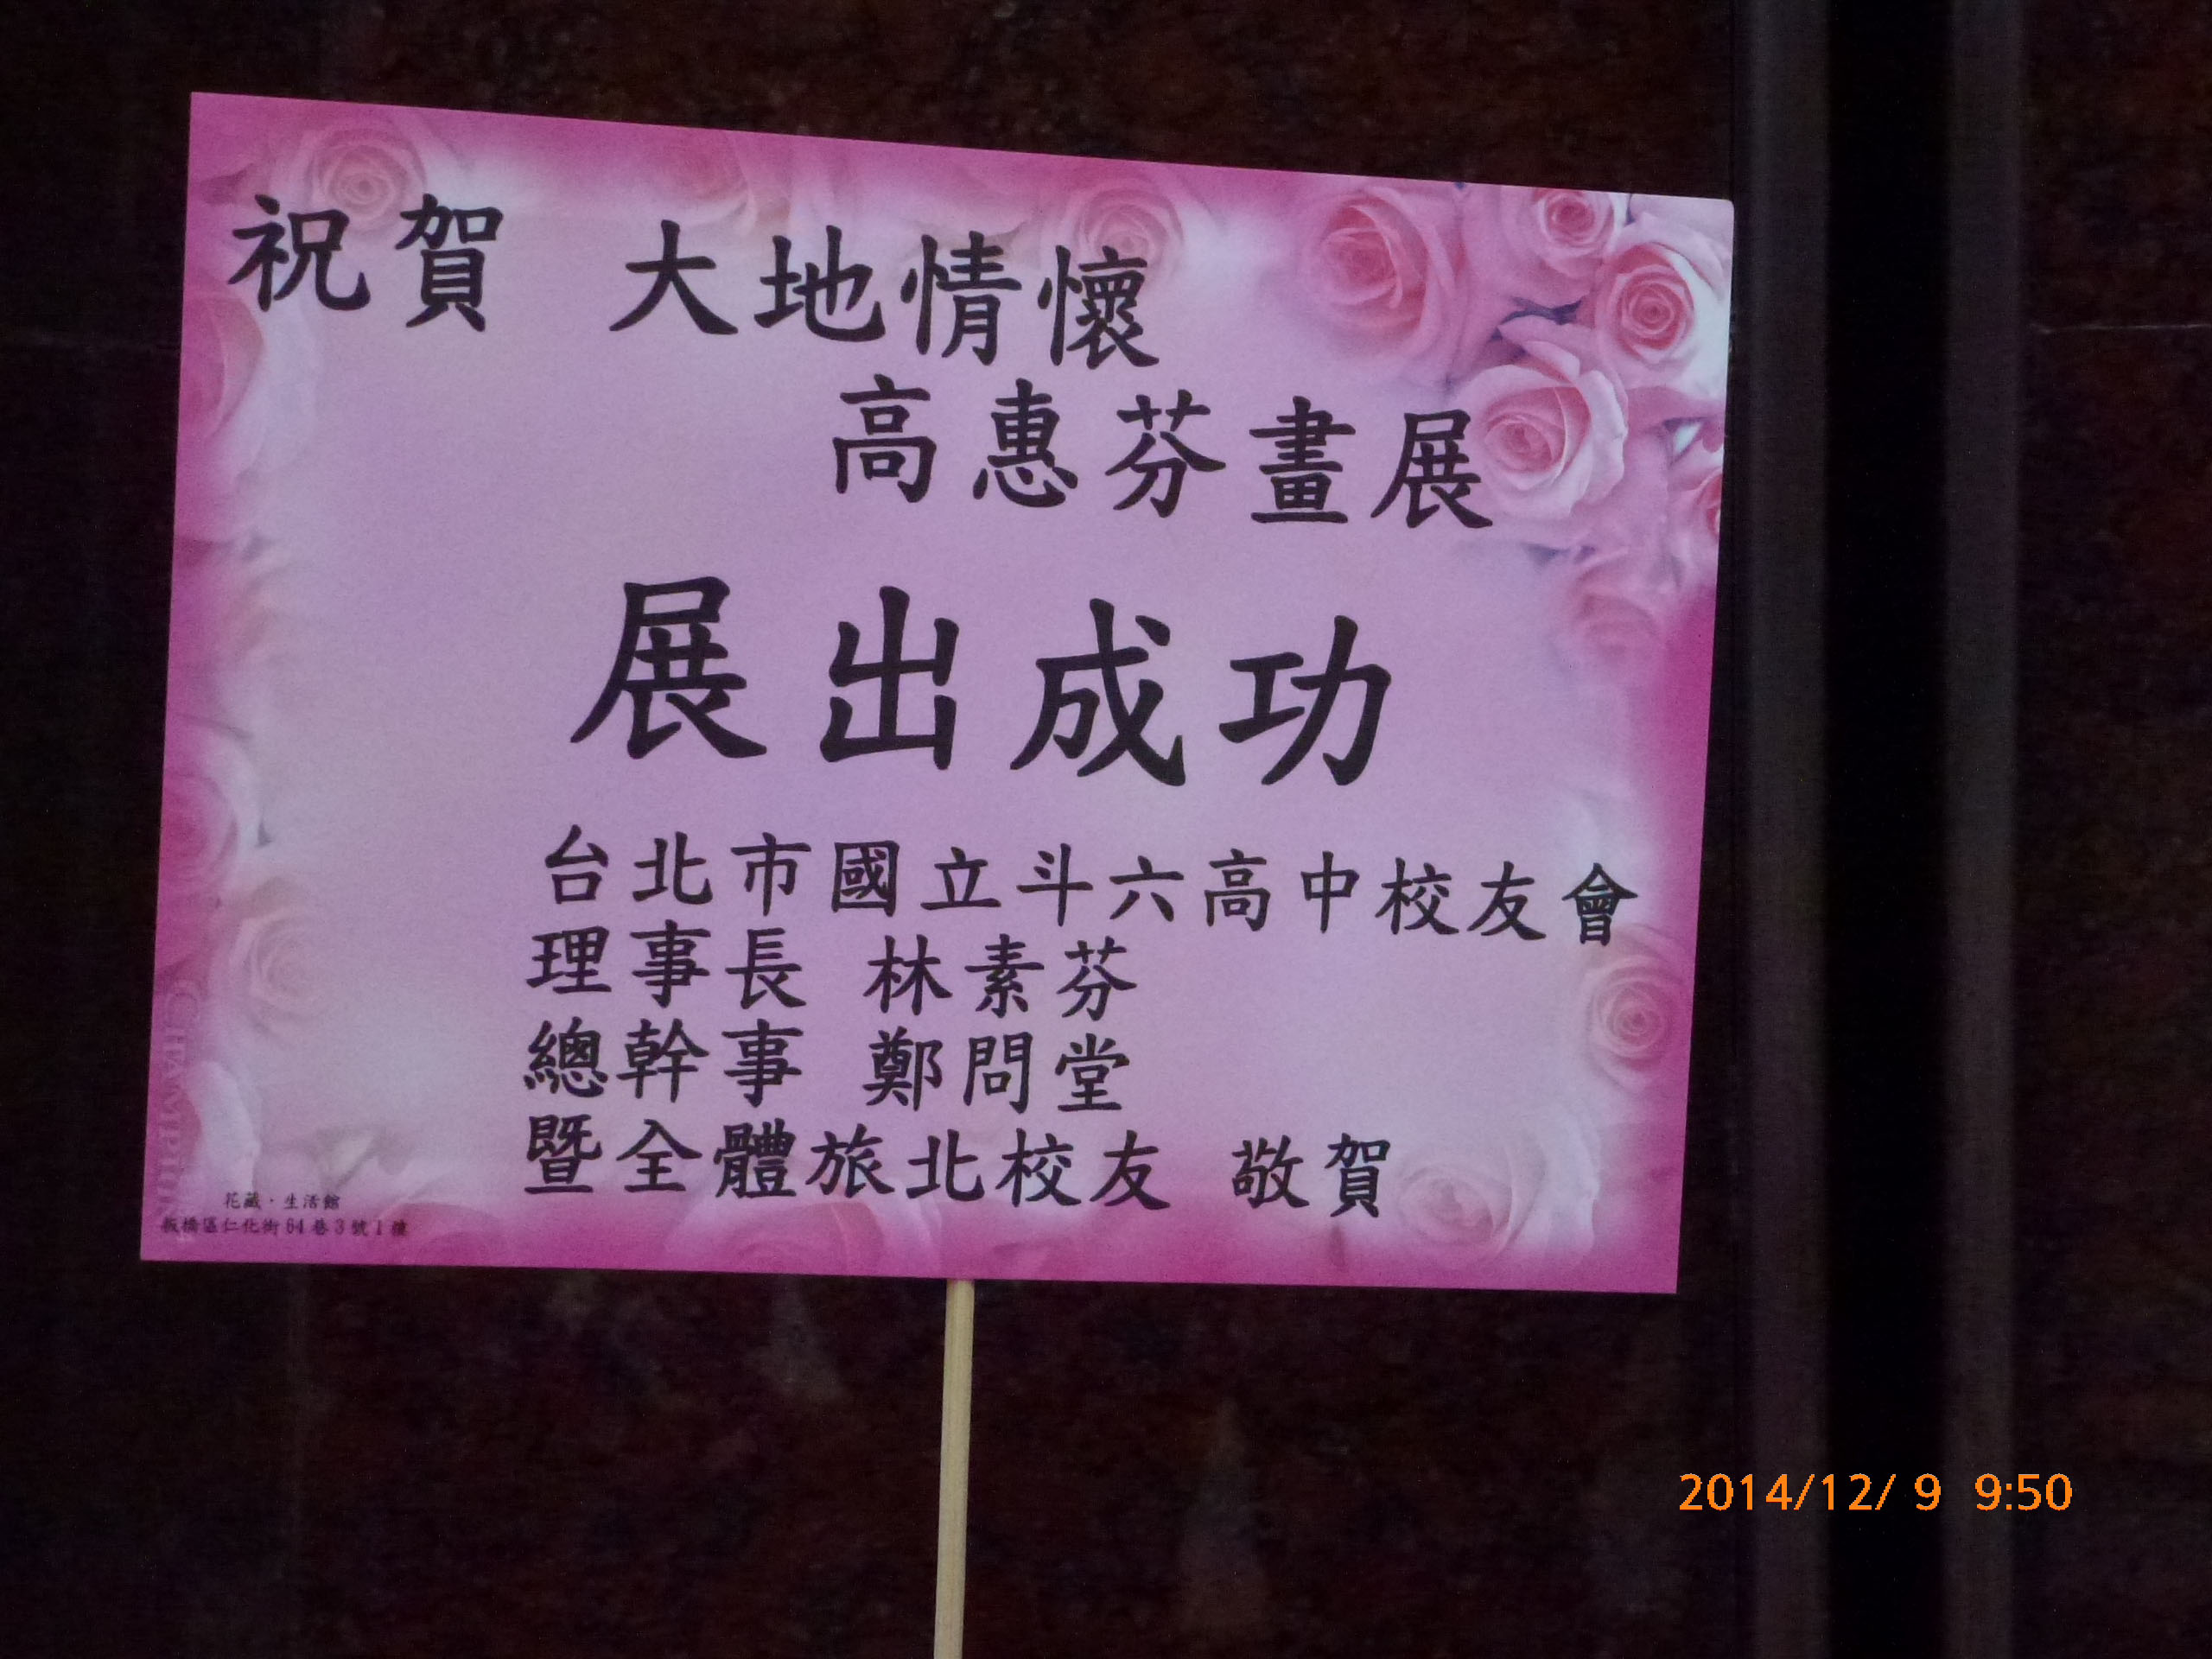 祝賀 大地情懷
高惠芬畫展
展出成功
台北市國立斗六高中校友會
理事長 林素芬
總幹事 鄭問堂
暨全體旅北校友 敬賀
花藏·生活館
板橋區仁化街64巷3號1樓
2014/12/ 9 9:50